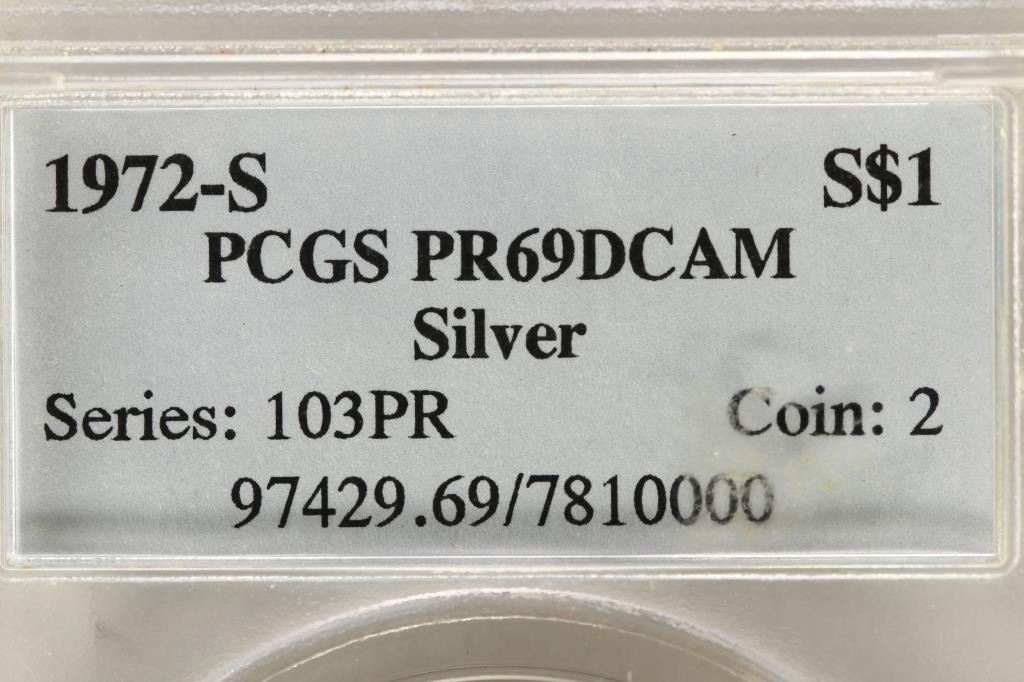 1972-S S$1
PCGS PR69DCAM
Silver
Series: 103PR Coin: 2
97429.69/7810000